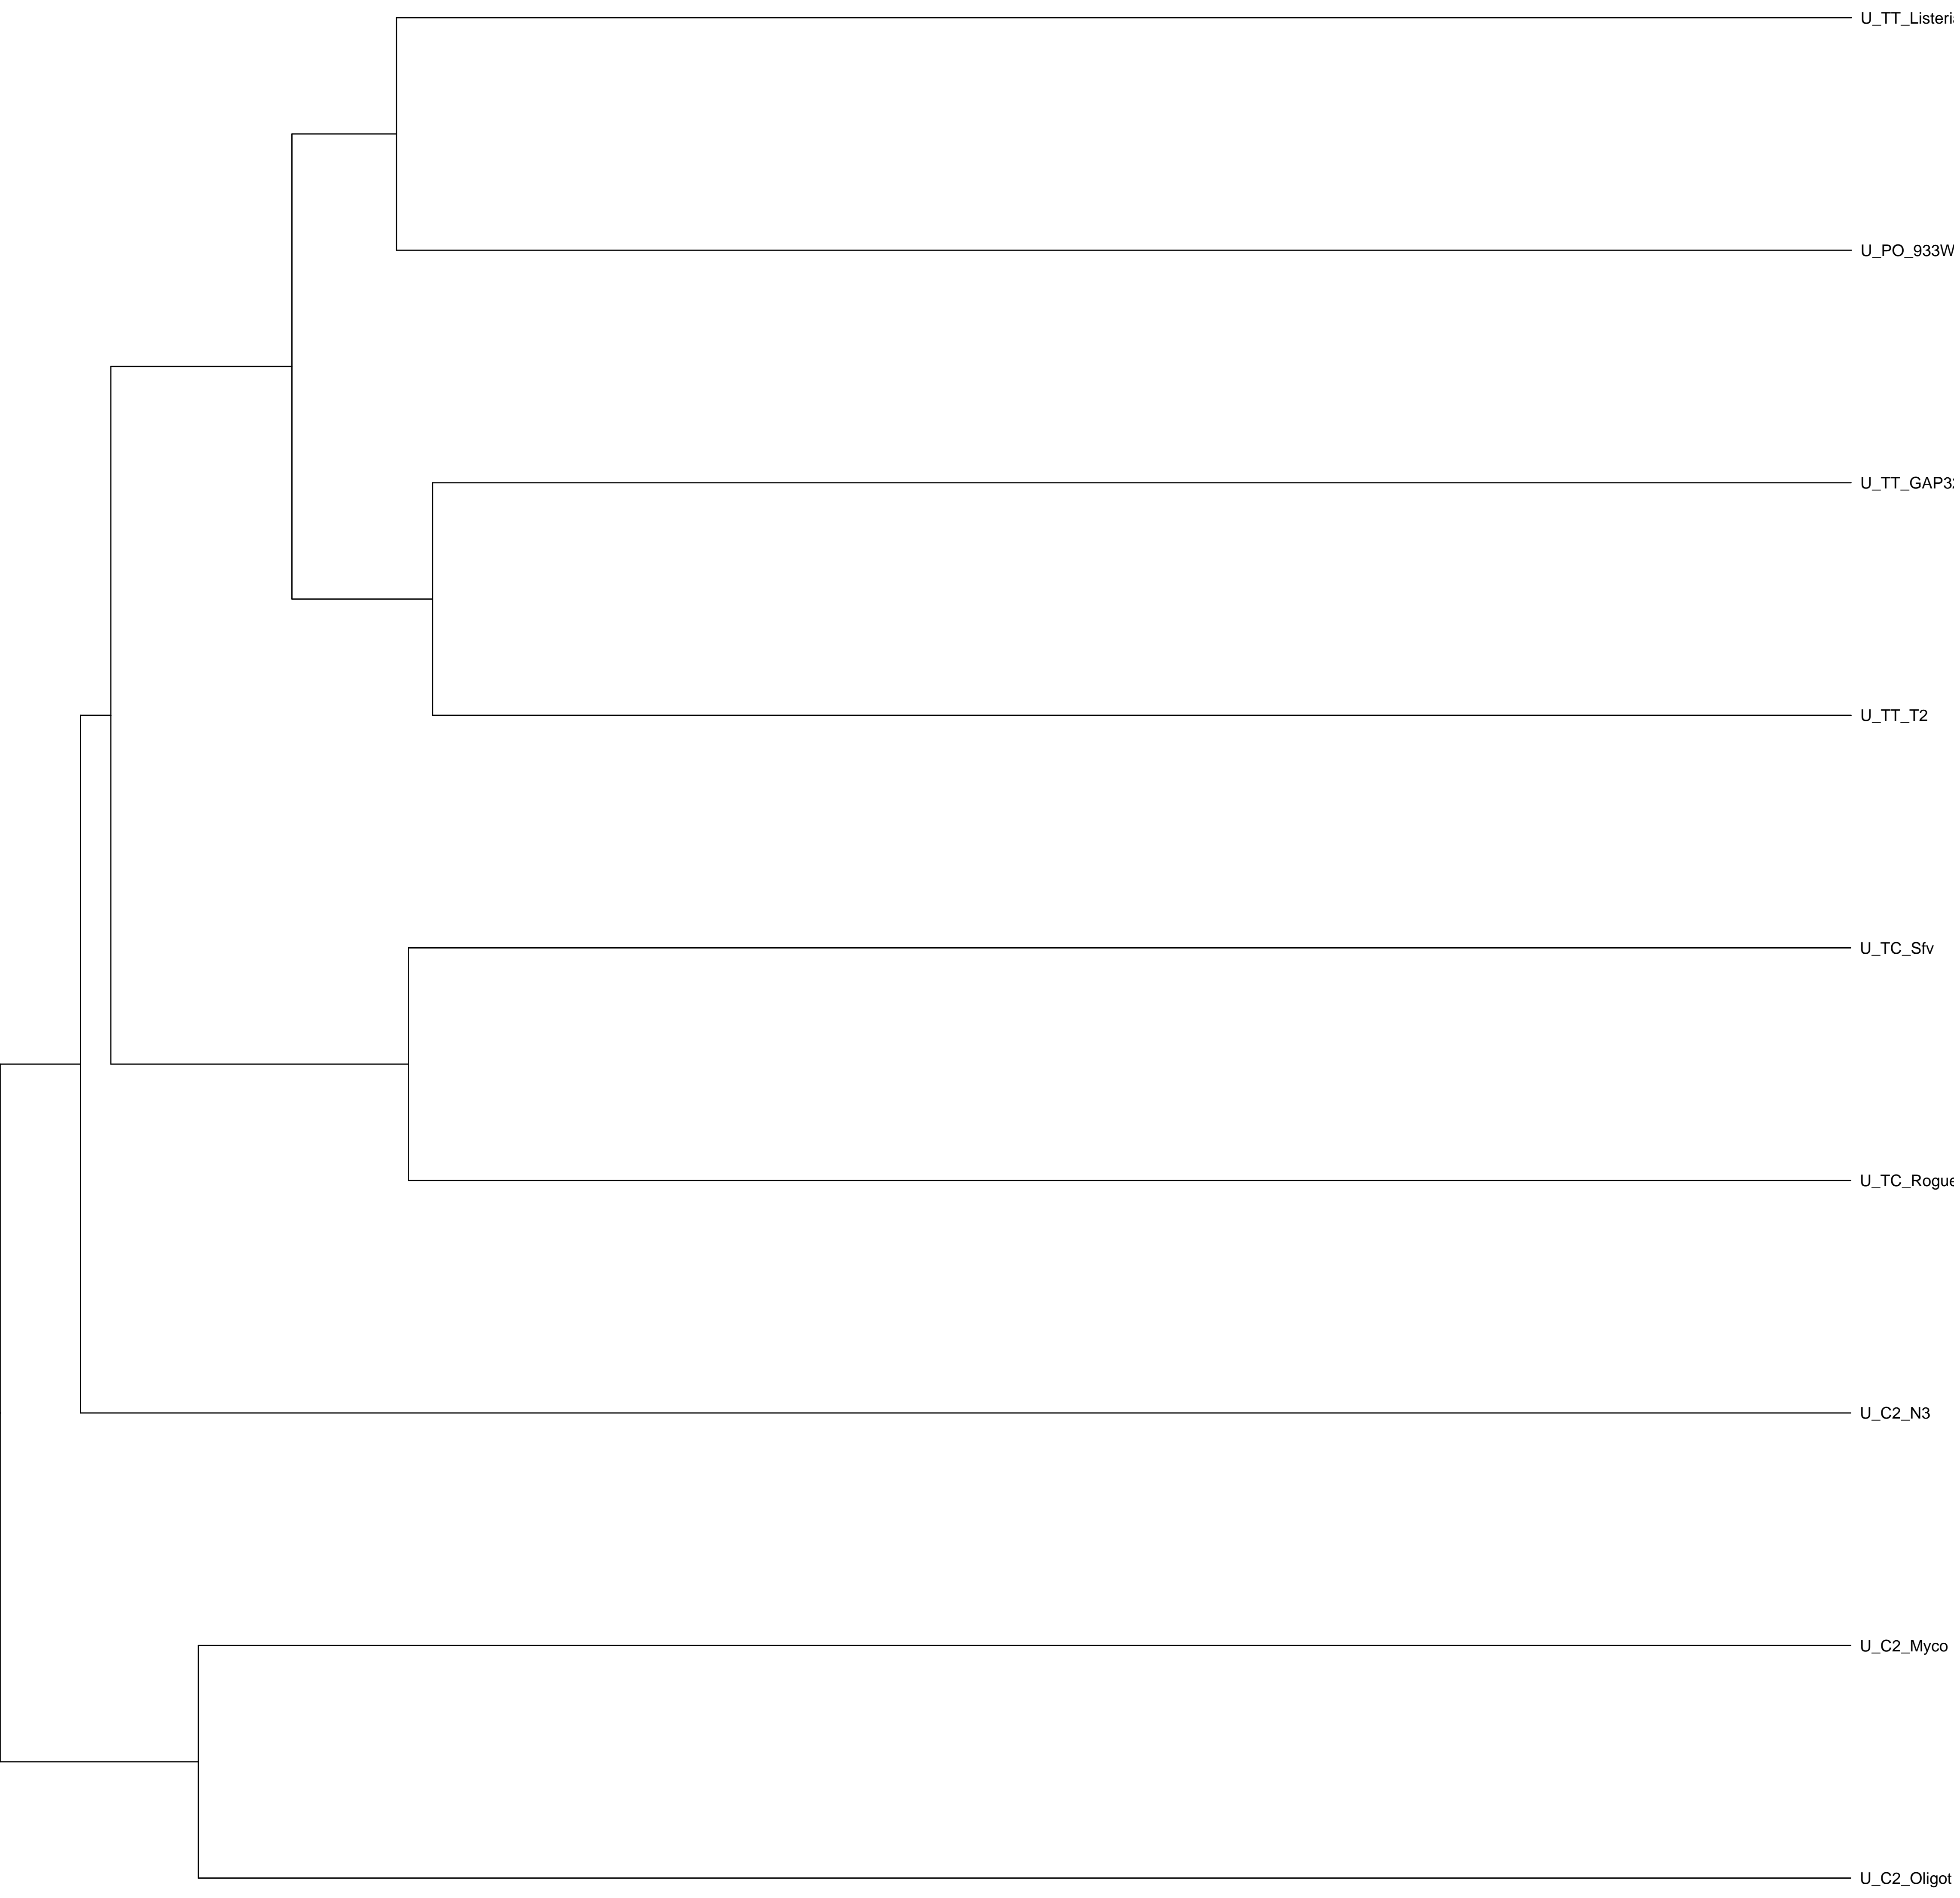 U_TT_Listeri
U_PO_933W
U_TT_GAP3
U_TT_T2
U_TC_Sfv
U_TC_Rogue
U_C2_N3
U_C2_Myco
U_C2_Oligot